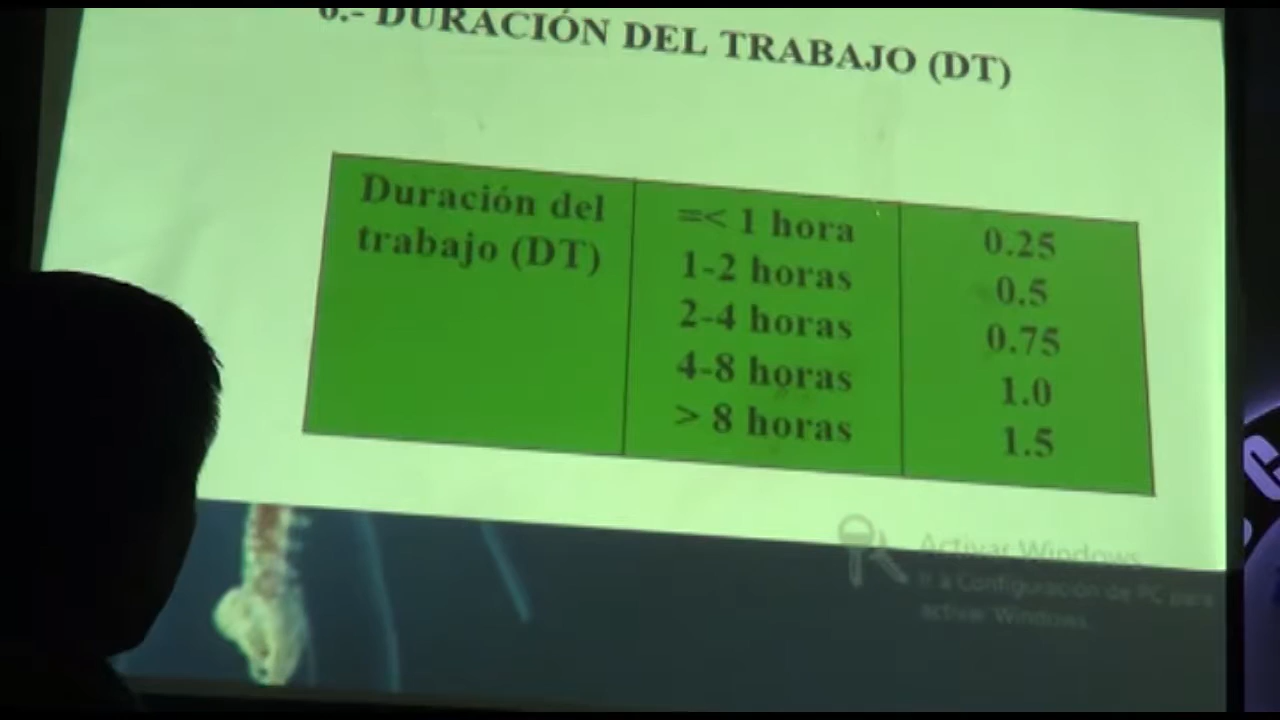 6.- DURACIÓN DEL TRABAJO (DT)
Duración del
trabajo (DT)
=< 1 hora
0.25
1-2 horas
0.5
2-4 horas
0.75
4-8 horas
1.0
> 8 horas
1.5
Activar Windows
Ir a Configuración de PC para
activar Windows.